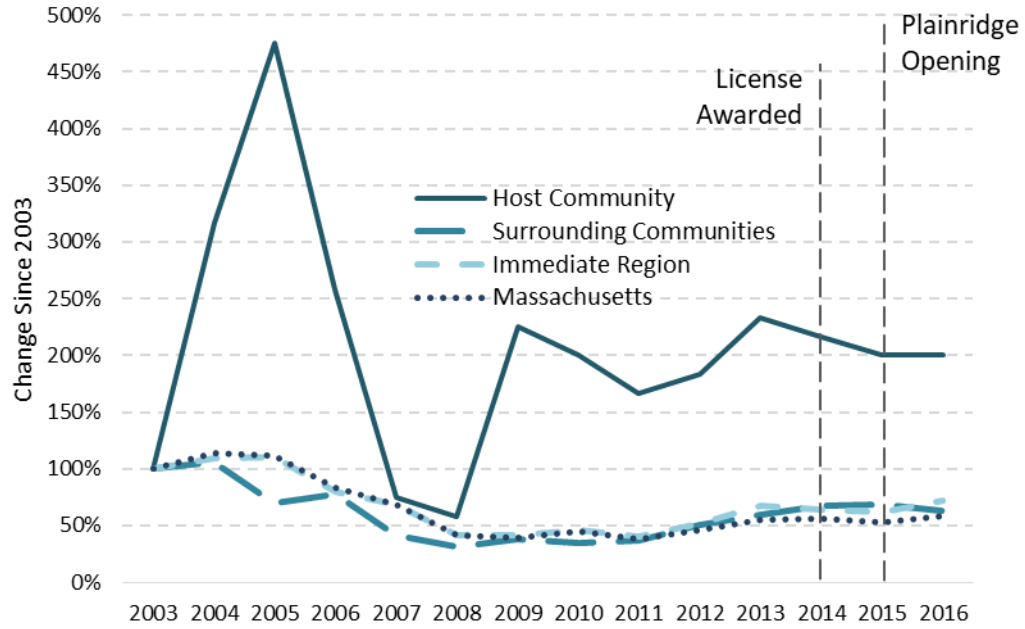 500%
450%
400%
350%
300%
250%
200%
150%
100%
50%
0%
Change Since 2003
Plainridge
Opening
License
Awarded
Host Community
Surrounding Communities
Immediate Region
Massachusetts
2003 2004 2005 2006 2007 2008 2009 2010 2011 2012 2013 2014 2015 2016